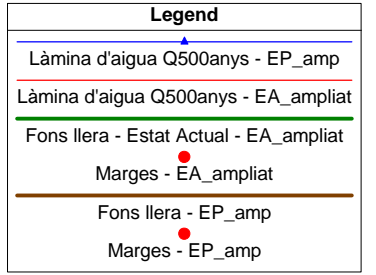 Legend
Làmina d'aigua Q500anys - EP_amp
Làmina d'aigua Q500anys - EA_ampliat
Fons llera - Estat Actual - EA_ampliat
Marges - EA_ampliat
Fons llera - EP_amp
Marges - EP_amp